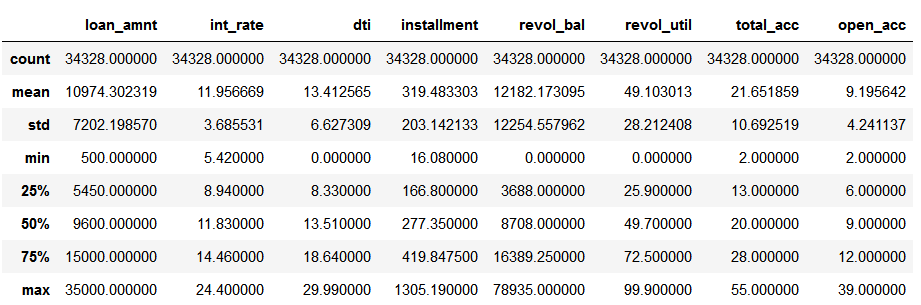 loan_amnt int_rate dti installment revol_bal revol_util total_acc open_acc
count 34328.000000 34328.000000 34328.000000 34328.000000 34328.000000 34328.000000 34328.000000 34328.000000
mean 10974.302319 11.956669 13.412565 319.483303 12182.173095 49.103013 21.651859 9.195642
std 7202.198570 3.685531 6.627309 203.142133 12254.557962 28.212408 10.692519 4.241137
min 500.000000 5.420000 0.000000 16.080000 0.000000 0.000000 2.000000 2.000000
25% 5450.000000 8.940000 8.330000 166.800000 3688.000000 25.900000 13.000000 6.000000
50% 9600.000000 11.830000 13.510000 277.350000 8708.000000 49.700000 20.000000 9.000000
75% 15000.000000 14.460000 18.640000 419.847500 16389.250000 72.500000 28.000000 12.000000
max 35000.000000 24.400000 29.990000 1305.190000 78935.000000 99.900000 55.000000 39.000000